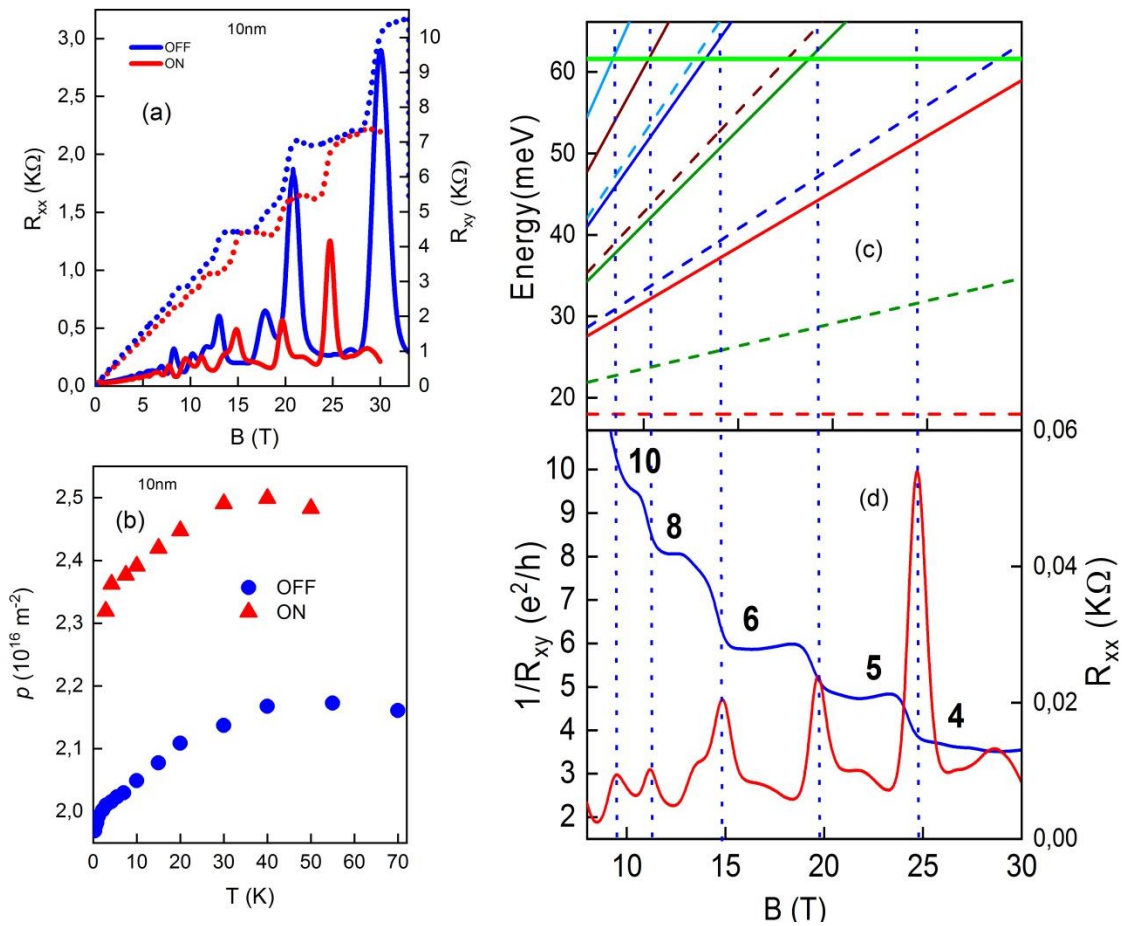 10nm
OFF
ON
(a)
R_xx (KΩ)
3,0
2,5
2,0
1,5
1,0
0,5
0,0
10
9
8
7
6
5
4
3
2
1
0
R_xy (KΩ)
0 5 10 15 20 25 30
B (T)
10nm
(b)
OFF
ON
p (10^16 m^-2)
2,5
2,4
2,3
2,2
2,1
2,0
0 10 20 30 40 50 60 70
T (K)
Energy(meV)
60
50
40
30
20
(c)
1/R_xy (e^2/h)
10
9
8
7
6
5
4
3
2
10
8
6
5
4
(d)
0,06
0,04
0,02
0,00
R_xx (KΩ)
10 15 20 25 30
B (T)